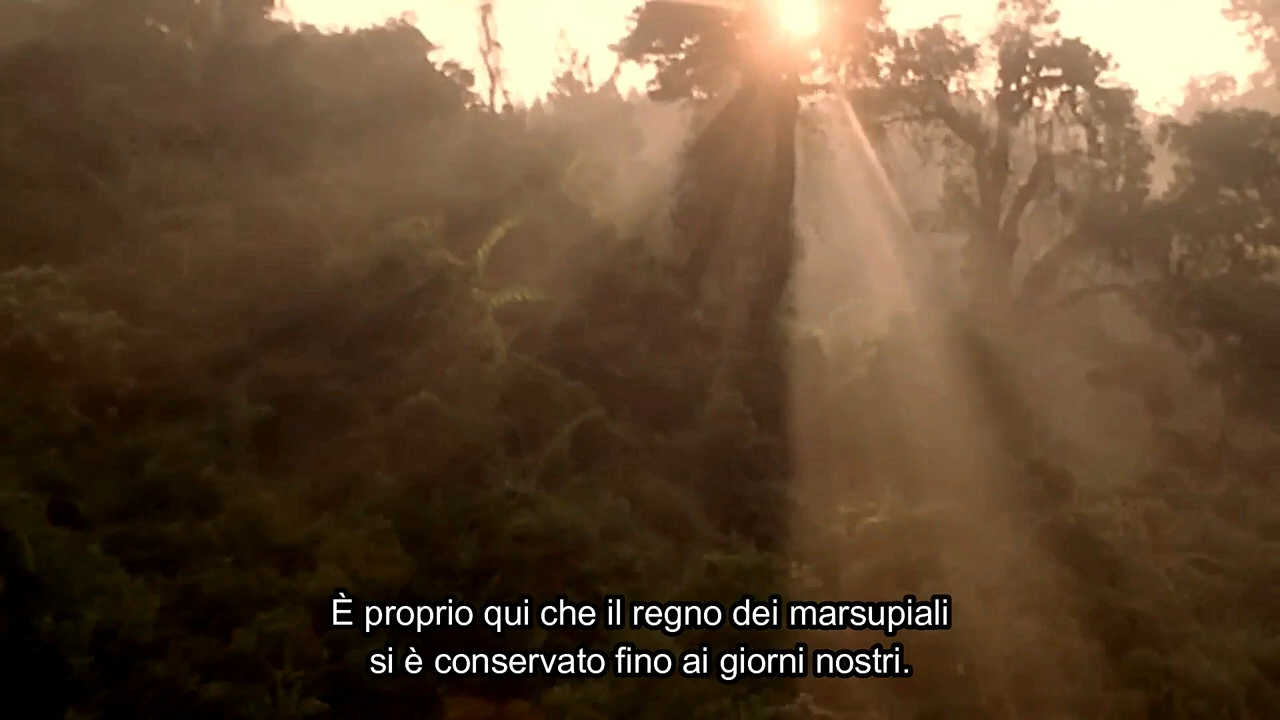 È proprio qui che il regno dei marsupiali
si è conservato fino ai giorni nostri.